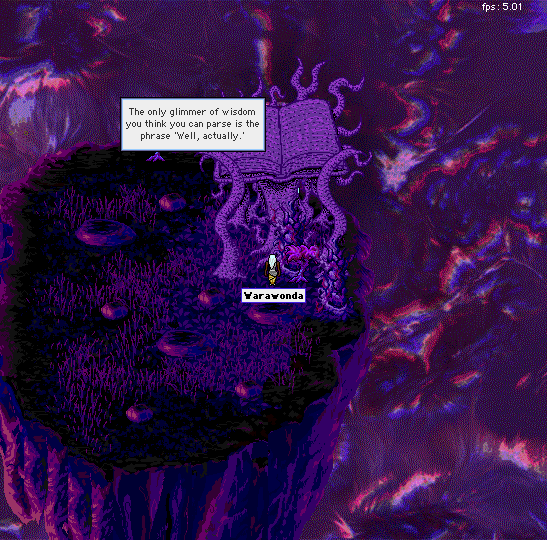 fps: 5.01
The only glimmer of wisdom
you think you can parse is the
phrase 'Well, actually.'
Warawonda